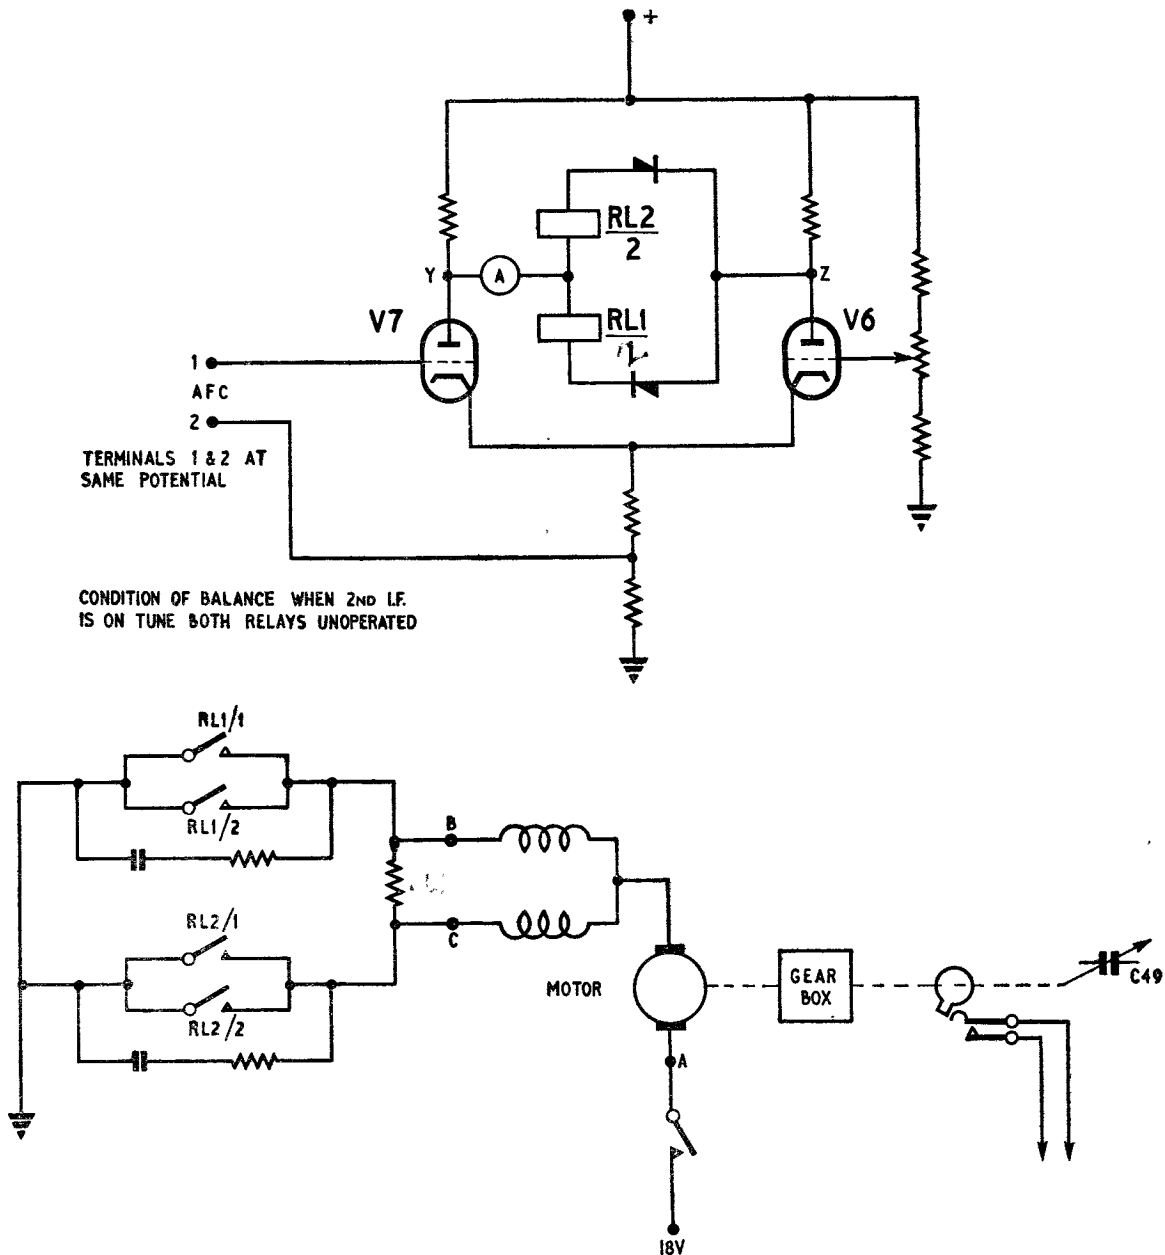 +
RL2
2
Y
A
Z
V7
RL1
V6
1
AFC
2
TERMINALS 1 & 2 AT
SAME POTENTIAL
CONDITION OF BALANCE WHEN 2ND I.F.
IS ON TUNE BOTH RELAYS UNOPERATED
RL1/1
RL1/2
B
RL2/1
C
RL2/2
MOTOR
GEAR
BOX
C49
A
18V